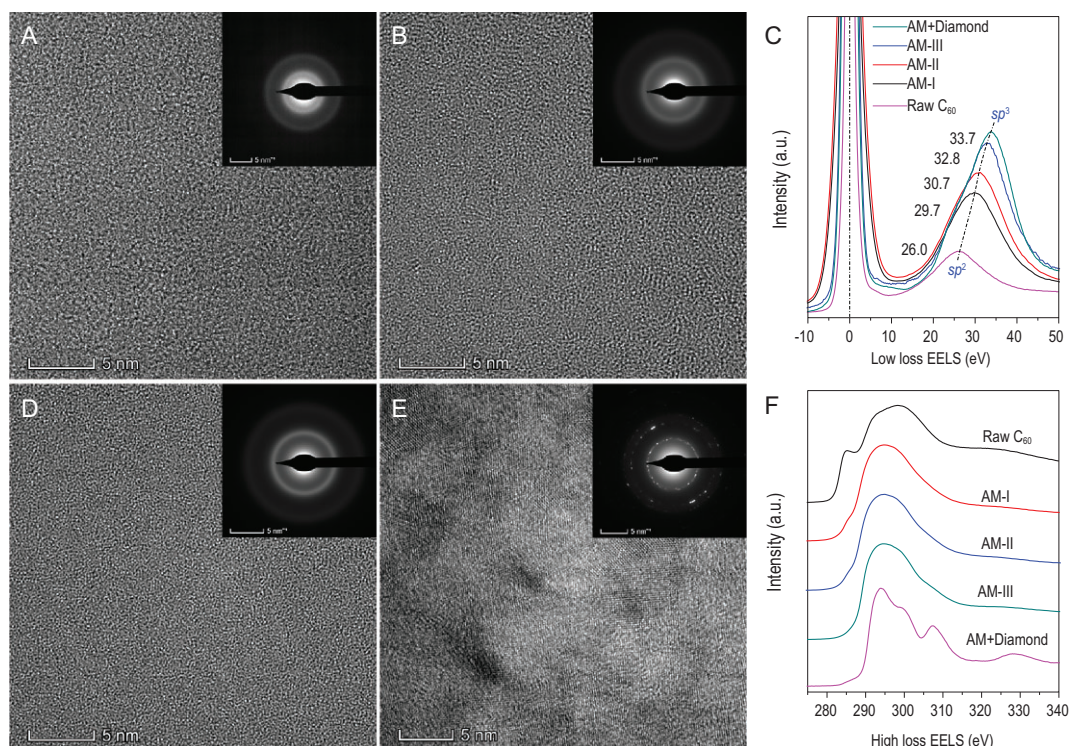 A
5 nm⁻¹
5 nm
B
5 nm⁻¹
5 nm
C
AM+Diamond
AM-III
AM-II
AM-I
Raw C₆₀
sp³
33.7
32.8
30.7
29.7
26.0
sp²
Intensity (a.u.)
-10 0 10 20 30 40 50
Low loss EELS (eV)
D
5 nm⁻¹
5 nm
E
5 nm⁻¹
5 nm
F
Raw C₆₀
AM-I
AM-II
AM-III
AM+Diamond
Intensity (a.u.)
280 290 300 310 320 330 340
High loss EELS (eV)